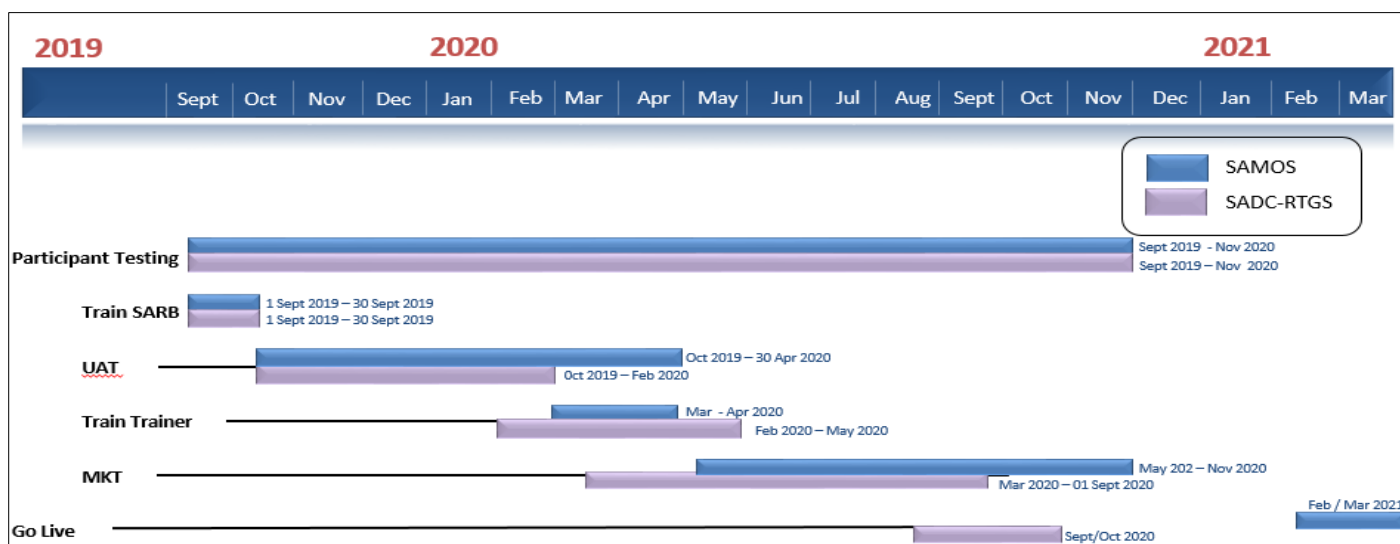 2019 2020 2021
Sept Oct Nov Dec Jan Feb Mar Apr May Jun Jul Aug Sept Oct Nov Dec Jan Feb Mar
SAMOS
SADC-RTGS
Participant Testing
Sept 2019 - Nov 2020
Sept 2019 – Nov 2020
Train SARB
1 Sept 2019 – 30 Sept 2019
1 Sept 2019 – 30 Sept 2019
UAT
Oct 2019 – 30 Apr 2020
0ct 2019 – Feb 2020
Train Trainer
Mar - Apr 2020
Feb 2020 – May 2020
MKT
May 202 – Nov 2020
Mar 2020 – 01 Sept 2020
Go Live
Feb / Mar 2021
Sept/Oct 2020